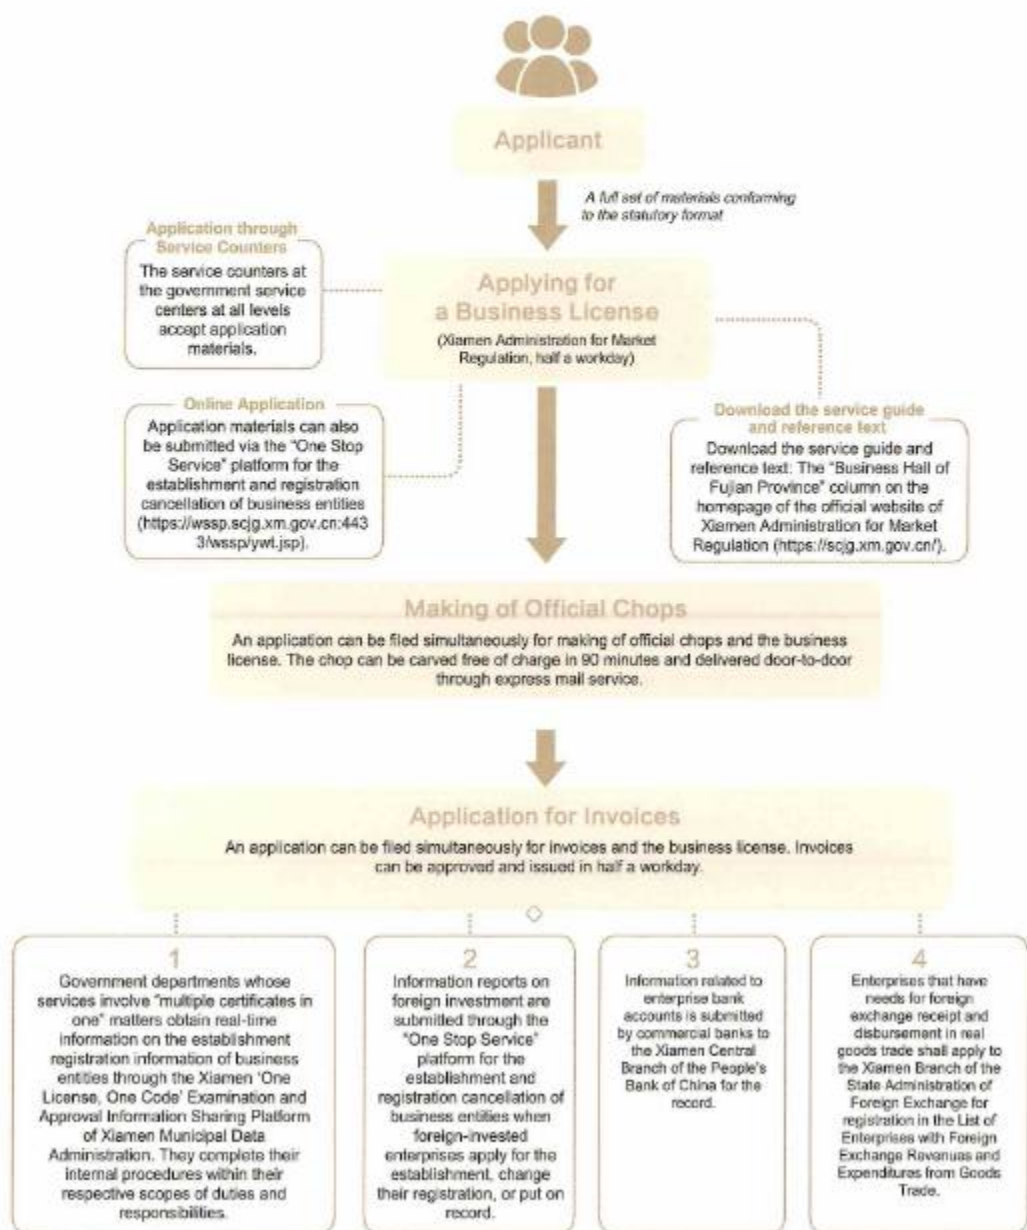 Applicant
A full set of materials conforming
to the statutory format
Application through
Service Counters
The service counters at
the government service
centers at all levels
accept application
materials.
Applying for
a Business License
(Xiamen Administration for Market
Regulation, half a workday)
Online Application
Application materials can also
be submitted via the "One Stop
Service" platform for the
establishment and registration
cancellation of business entities
(https://wssp.scjg.xm.gov.cn:443
3/wssp/ywt.jsp).
Download the service guide
and reference text
Download the service guide and
reference text: The "Business Hall of
Fujian Province" column on the
homepage of the official website of
Xiamen Administration for Market
Regulation (https://scjg.xm.gov.cn/).
Making of Official Chops
An application can be filed simultaneously for making of official chops and the business
license. The chop can be carved free of charge in 90 minutes and delivered door-to-door
through express mail service.
Application for Invoices
An application can be filed simultaneously for invoices and the business license. Invoices
can be approved and issued in half a workday.
1
Government departments whose
services involve "multiple certificates in
one" matters obtain real-time
information on the establishment
registration information of business
entities through the Xiamen 'One
License, One Code' Examination and
Approval Information Sharing Platform
of Xiamen Municipal Data
Administration. They complete their
internal procedures within their
respective scopes of duties and
responsibilities.
2
Information reports on
foreign investment are
submitted through the
"One Stop Service"
platform for the
establishment and
registration cancellation of
business entities when
foreign-invested
enterprises apply for the
establishment, change
their registration, or put on
record.
3
Information related to
enterprise bank
accounts is submitted
by commercial banks to
the Xiamen Central
Branch of the People's
Bank of China for the
record.
4
Enterprises that have
needs for foreign
exchange receipt and
disbursement in real
goods trade shall apply to
the Xiamen Branch of the
State Administration of
Foreign Exchange for
registration in the List of
Enterprises with Foreign
Exchange Revenues and
Expenditures from Goods
Trade.